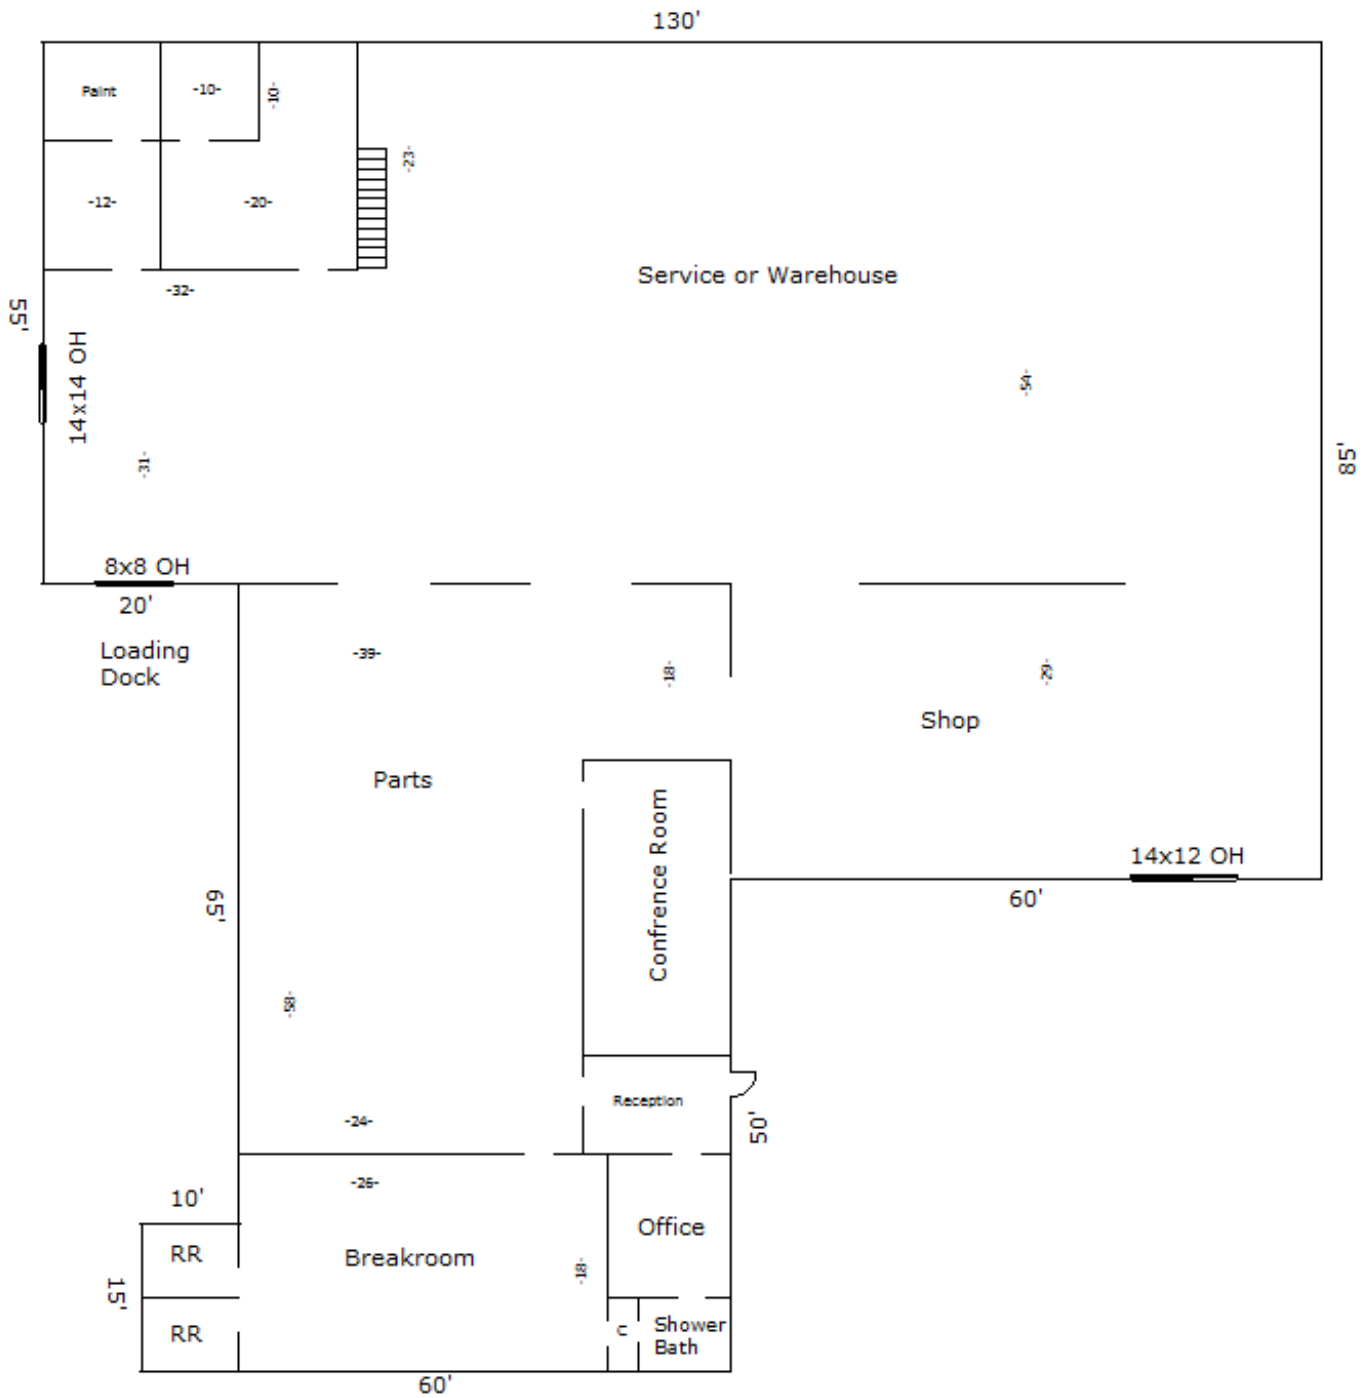 130'
Paint
-10-
-10-
-23-
-12-
-20-
Service or Warehouse
-32-
55'
14x14 OH
-54-
-31-
85'
8x8 OH
20'
Loading
Dock
-39-
-18-
-29-
Shop
Parts
Confrence Room
14x12 OH
60'
65'
-58-
Reception
-24-
50'
-26-
10'
Office
RR
Breakroom
-18-
15'
RR
C
Shower
Bath
60'